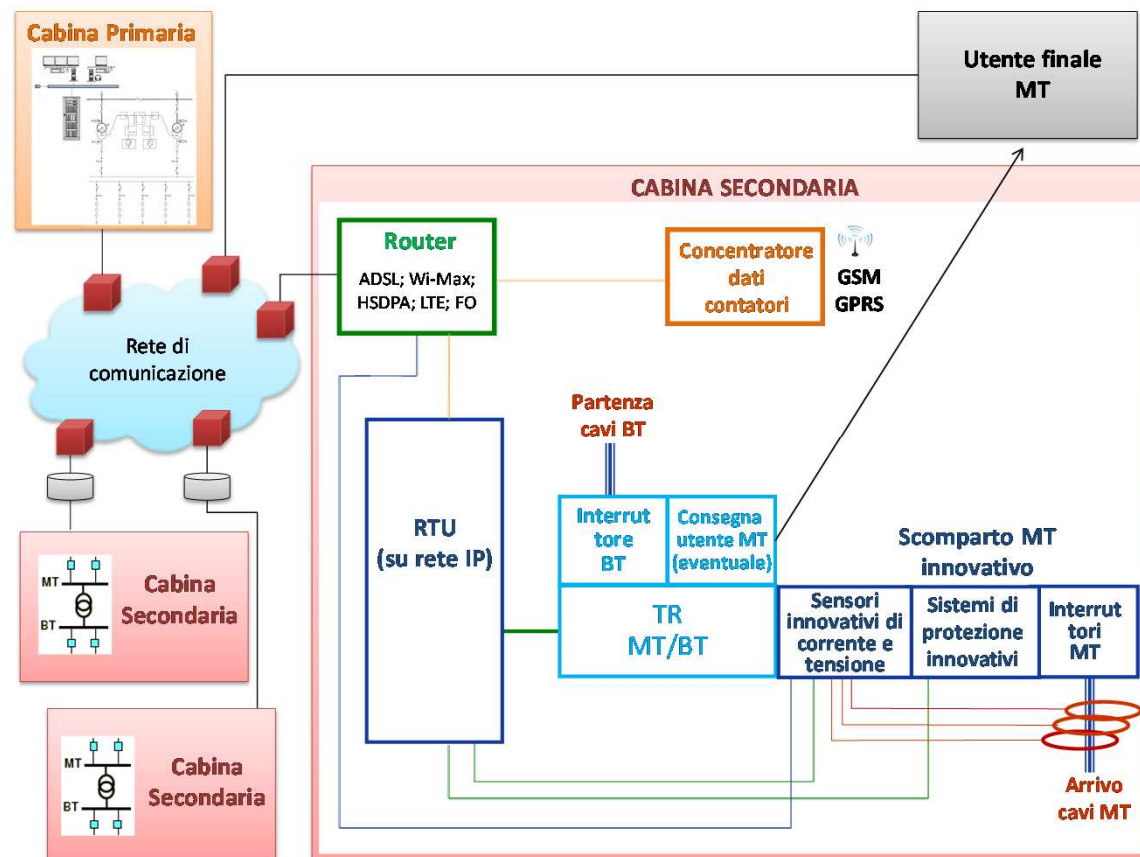 Cabina Primaria
Utente finale
MT
CABINA SECONDARIA
Router
ADSL; Wi-Max;
HSDPA; LTE; FO
Concentratore
dati
contatori
GSM
GPRS
Rete di
comunicazione
Partenza
cavi BT
RTU
(su rete IP)
Interrut
tore
BT
Consegna
utente MT
(eventuale)
Scomparto MT
innovativo
TR
MT/BT
Sensori
innovativi di
corrente e
tensione
Sistemi di
protezione
innovativi
Interrut
tori
MT
MT
BT
Cabina
Secondaria
MT
BT
Cabina
Secondaria
Arrivo
cavi MT